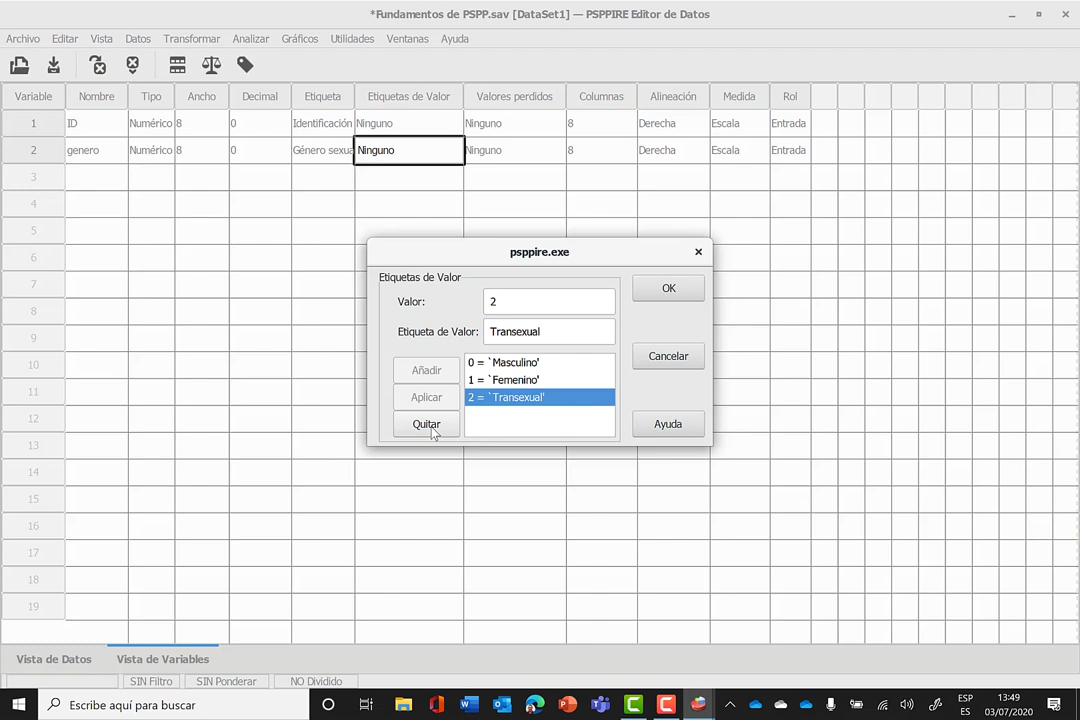 *Fundamentos de PSPP.sav [DataSet1] — PSPPIRE Editor de Datos
Archivo Editar Vista Datos Transformar Analizar Gráficos Utilidades Ventanas Ayuda
Variable Nombre Tipo Ancho Decimal Etiqueta Etiquetas de Valor Valores perdidos Columnas Alineación Medida Rol
1 ID Numérico 8 0 Identificación Ninguno Ninguno 8 Derecha Escala Entrada
2 genero Numérico 8 0 Género sexua Ninguno Ninguno 8 Derecha Escala Entrada
3
4
5
6
7
8
9
10
11
12
13
14
15
16
17
18
19
psppire.exe
Etiquetas de Valor
Valor: 2
Etiqueta de Valor: Transexual
Añadir
Aplicar
Quitar
0 = `Masculino'
1 = `Femenino'
2 = `Transexual'
OK
Cancelar
Ayuda
Vista de Datos Vista de Variables
SIN Filtro SIN Ponderar NO Dividido
Escribe aquí para buscar
ESP
ES
13:49
03/07/2020